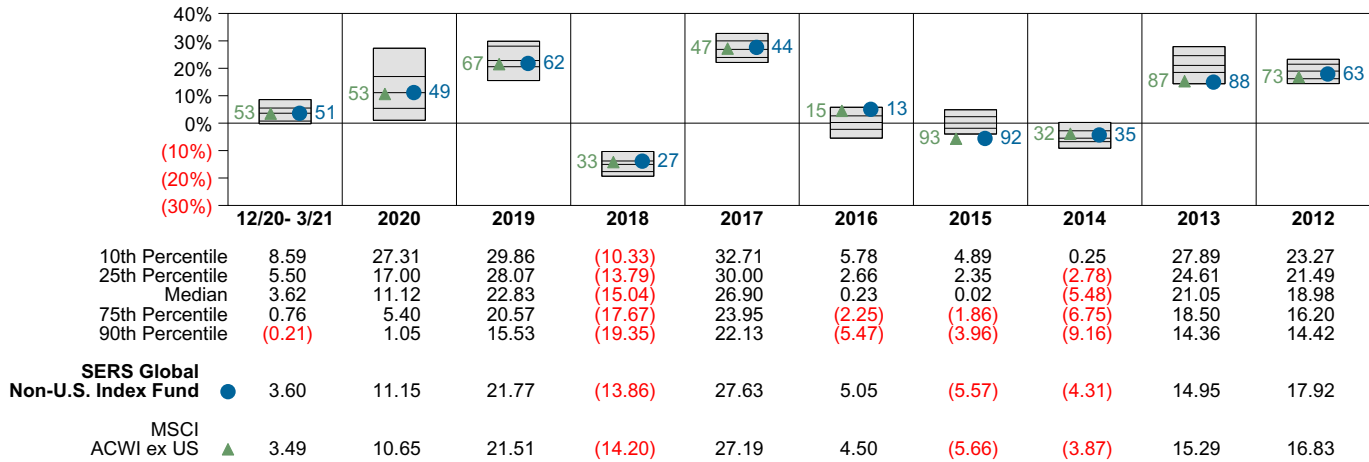 40%
30%
20%
10%
0%
(10%)
(20%)
(30%)
53 51
53 49
67 62
33 27
47 44
15 13
93 92
32 35
87 88
73 63
12/20- 3/21 2020 2019 2018 2017 2016 2015 2014 2013 2012
10th Percentile 8.59 27.31 29.86 (10.33) 32.71 5.78 4.89 0.25 27.89 23.27
25th Percentile 5.50 17.00 28.07 (13.79) 30.00 2.66 2.35 (2.78) 24.61 21.49
Median 3.62 11.12 22.83 (15.04) 26.90 0.23 0.02 (5.48) 21.05 18.98
75th Percentile 0.76 5.40 20.57 (17.67) 23.95 (2.25) (1.86) (6.75) 18.50 16.20
90th Percentile (0.21) 1.05 15.53 (19.35) 22.13 (5.47) (3.96) (9.16) 14.36 14.42
SERS Global
Non-U.S. Index Fund 3.60 11.15 21.77 (13.86) 27.63 5.05 (5.57) (4.31) 14.95 17.92
MSCI
ACWI ex US 3.49 10.65 21.51 (14.20) 27.19 4.50 (5.66) (3.87) 15.29 16.83